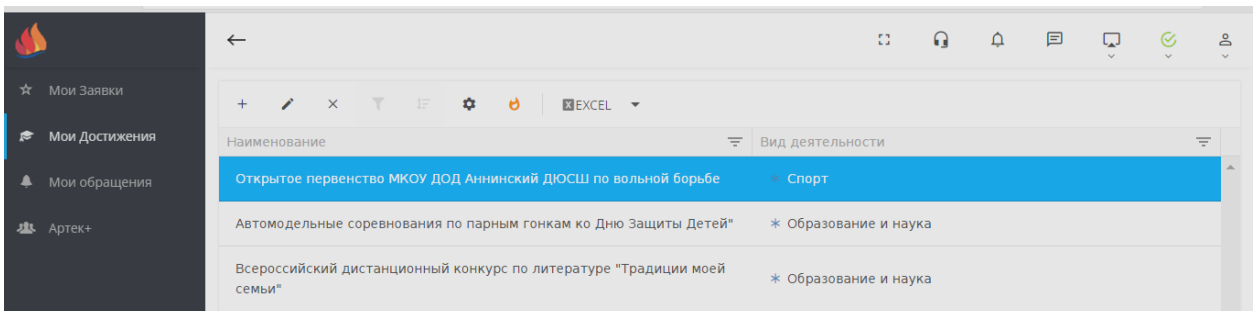 Мои Заявки
Мои Достижения
Мои обращения
Артек+
EXCEL
Наименование
Вид деятельности
Открытое первенство МКОУ ДОД Аннинский ДЮСШ по вольной борьбе
Спорт
Автомодельные соревнования по парным гонкам ко Дню Защиты Детей"
Образование и наука
Всероссийский дистанционный конкурс по литературе "Традиции моей
семьи"
Образование и наука